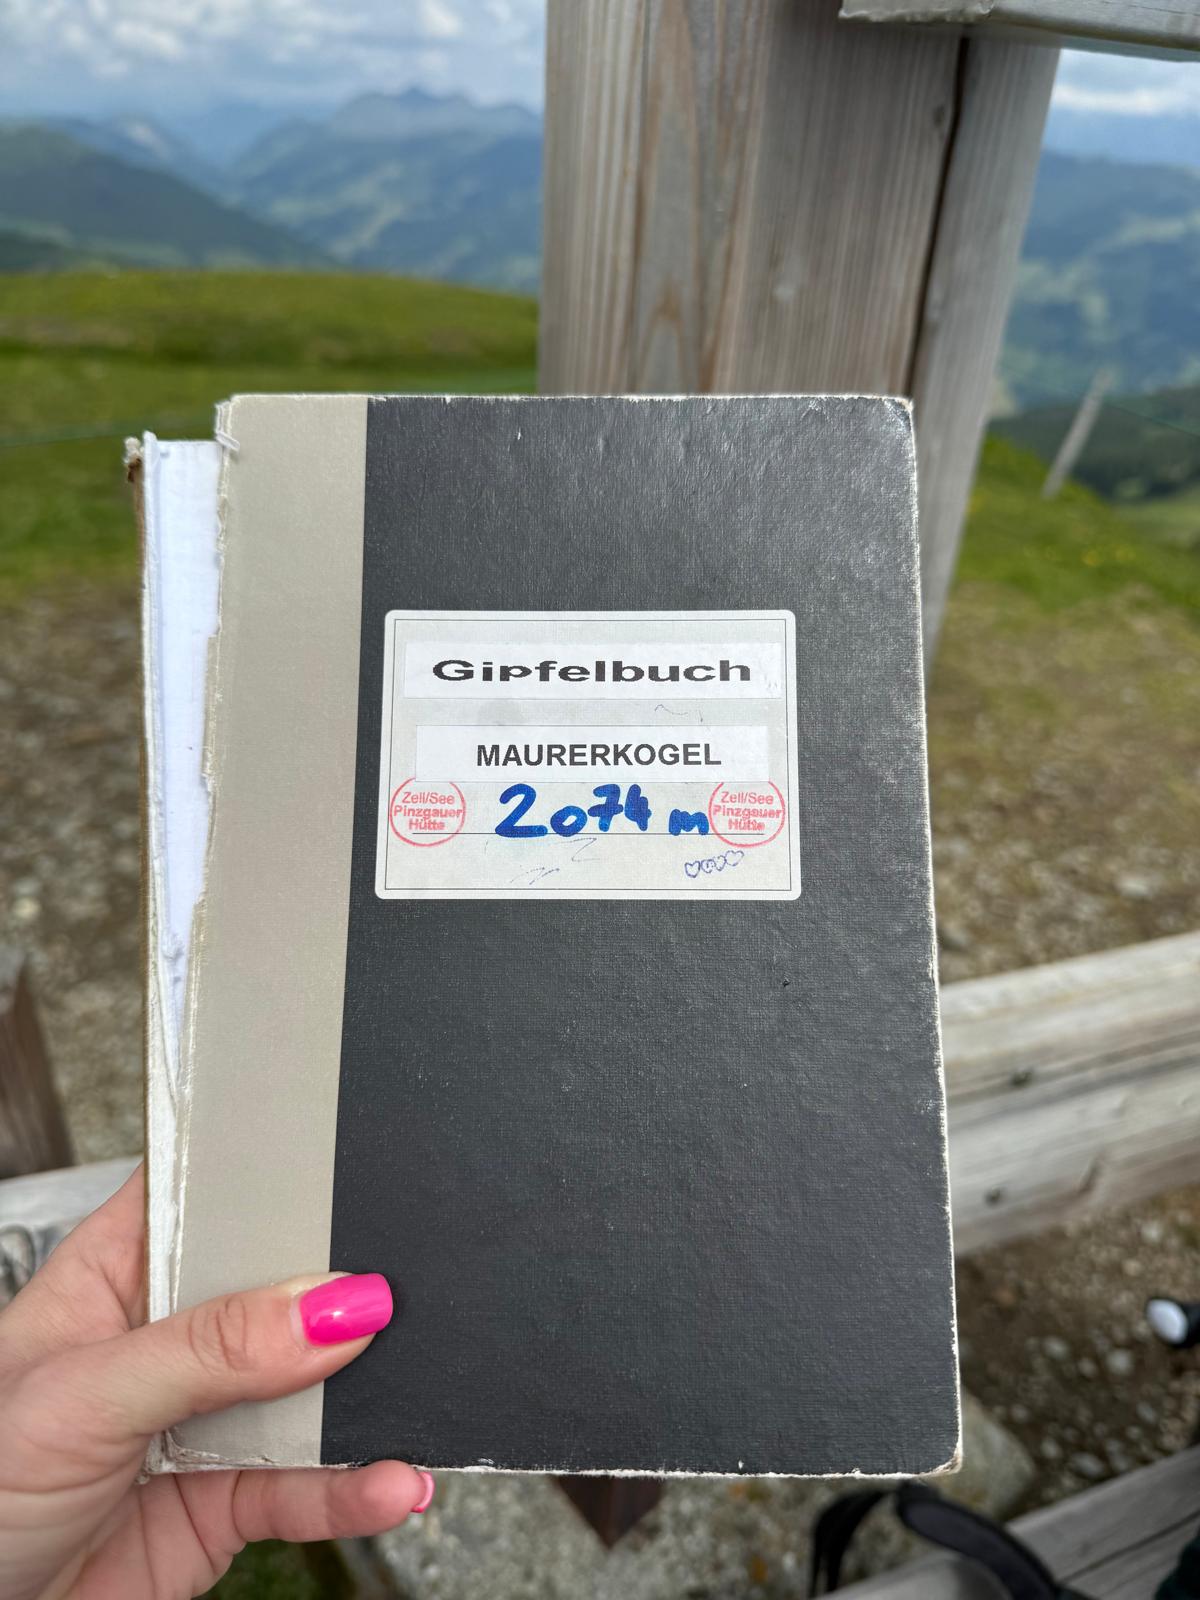 Gipfelbuch
MAURERKOGEL
2074 m
Zell/See
Pinzgauer
Hütte
Zell/See
Pinzgauer
Hütte